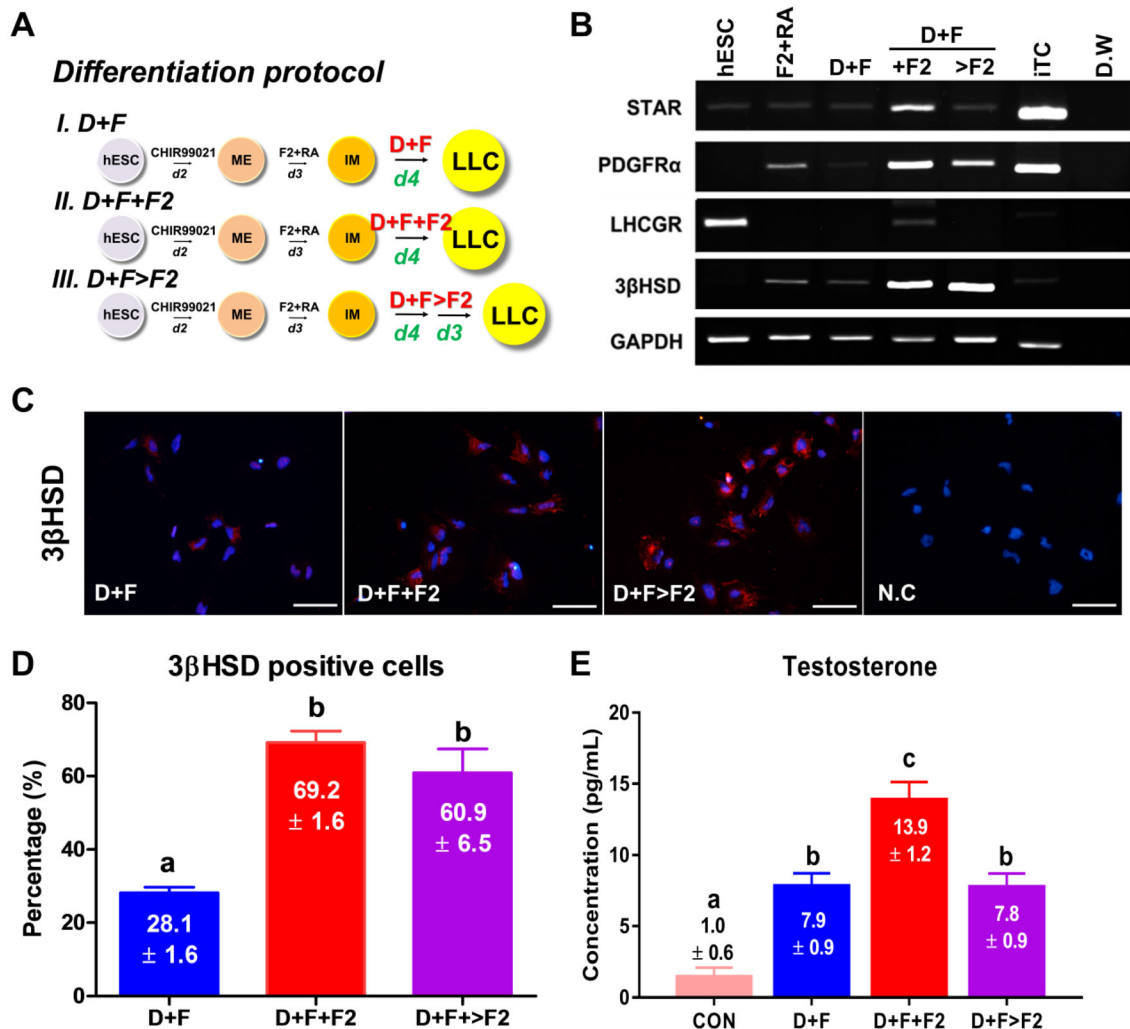 A
Differentiation protocol
I. D+F
hESC CHIR99021 d2 ME F2+RA d3 IM D+F d4 LLC
II. D+F+F2
hESC CHIR99021 d2 ME F2+RA d3 IM D+F+F2 d4 LLC
III. D+F>F2
hESC CHIR99021 d2 ME F2+RA d3 IM D+F>F2 d4 d3 LLC
B
D+F
hESC F2+RA D+F +F2 >F2 iTC D.W
STAR
PDGFRα
LHCGR
3βHSD
GAPDH
C
3βHSD
D+F D+F+F2 D+F>F2 N.C
D
3βHSD positive cells
Percentage (%)
80
60
40
20
0
a
28.1
± 1.6
b
69.2
± 1.6
b
60.9
± 6.5
D+F D+F+F2 D+F+>F2
E
Testosterone
Concentration (pg/mL)
20
15
10
5
0
a
1.0
± 0.6
b
7.9
± 0.9
c
13.9
± 1.2
b
7.8
± 0.9
CON D+F D+F+F2 D+F>F2